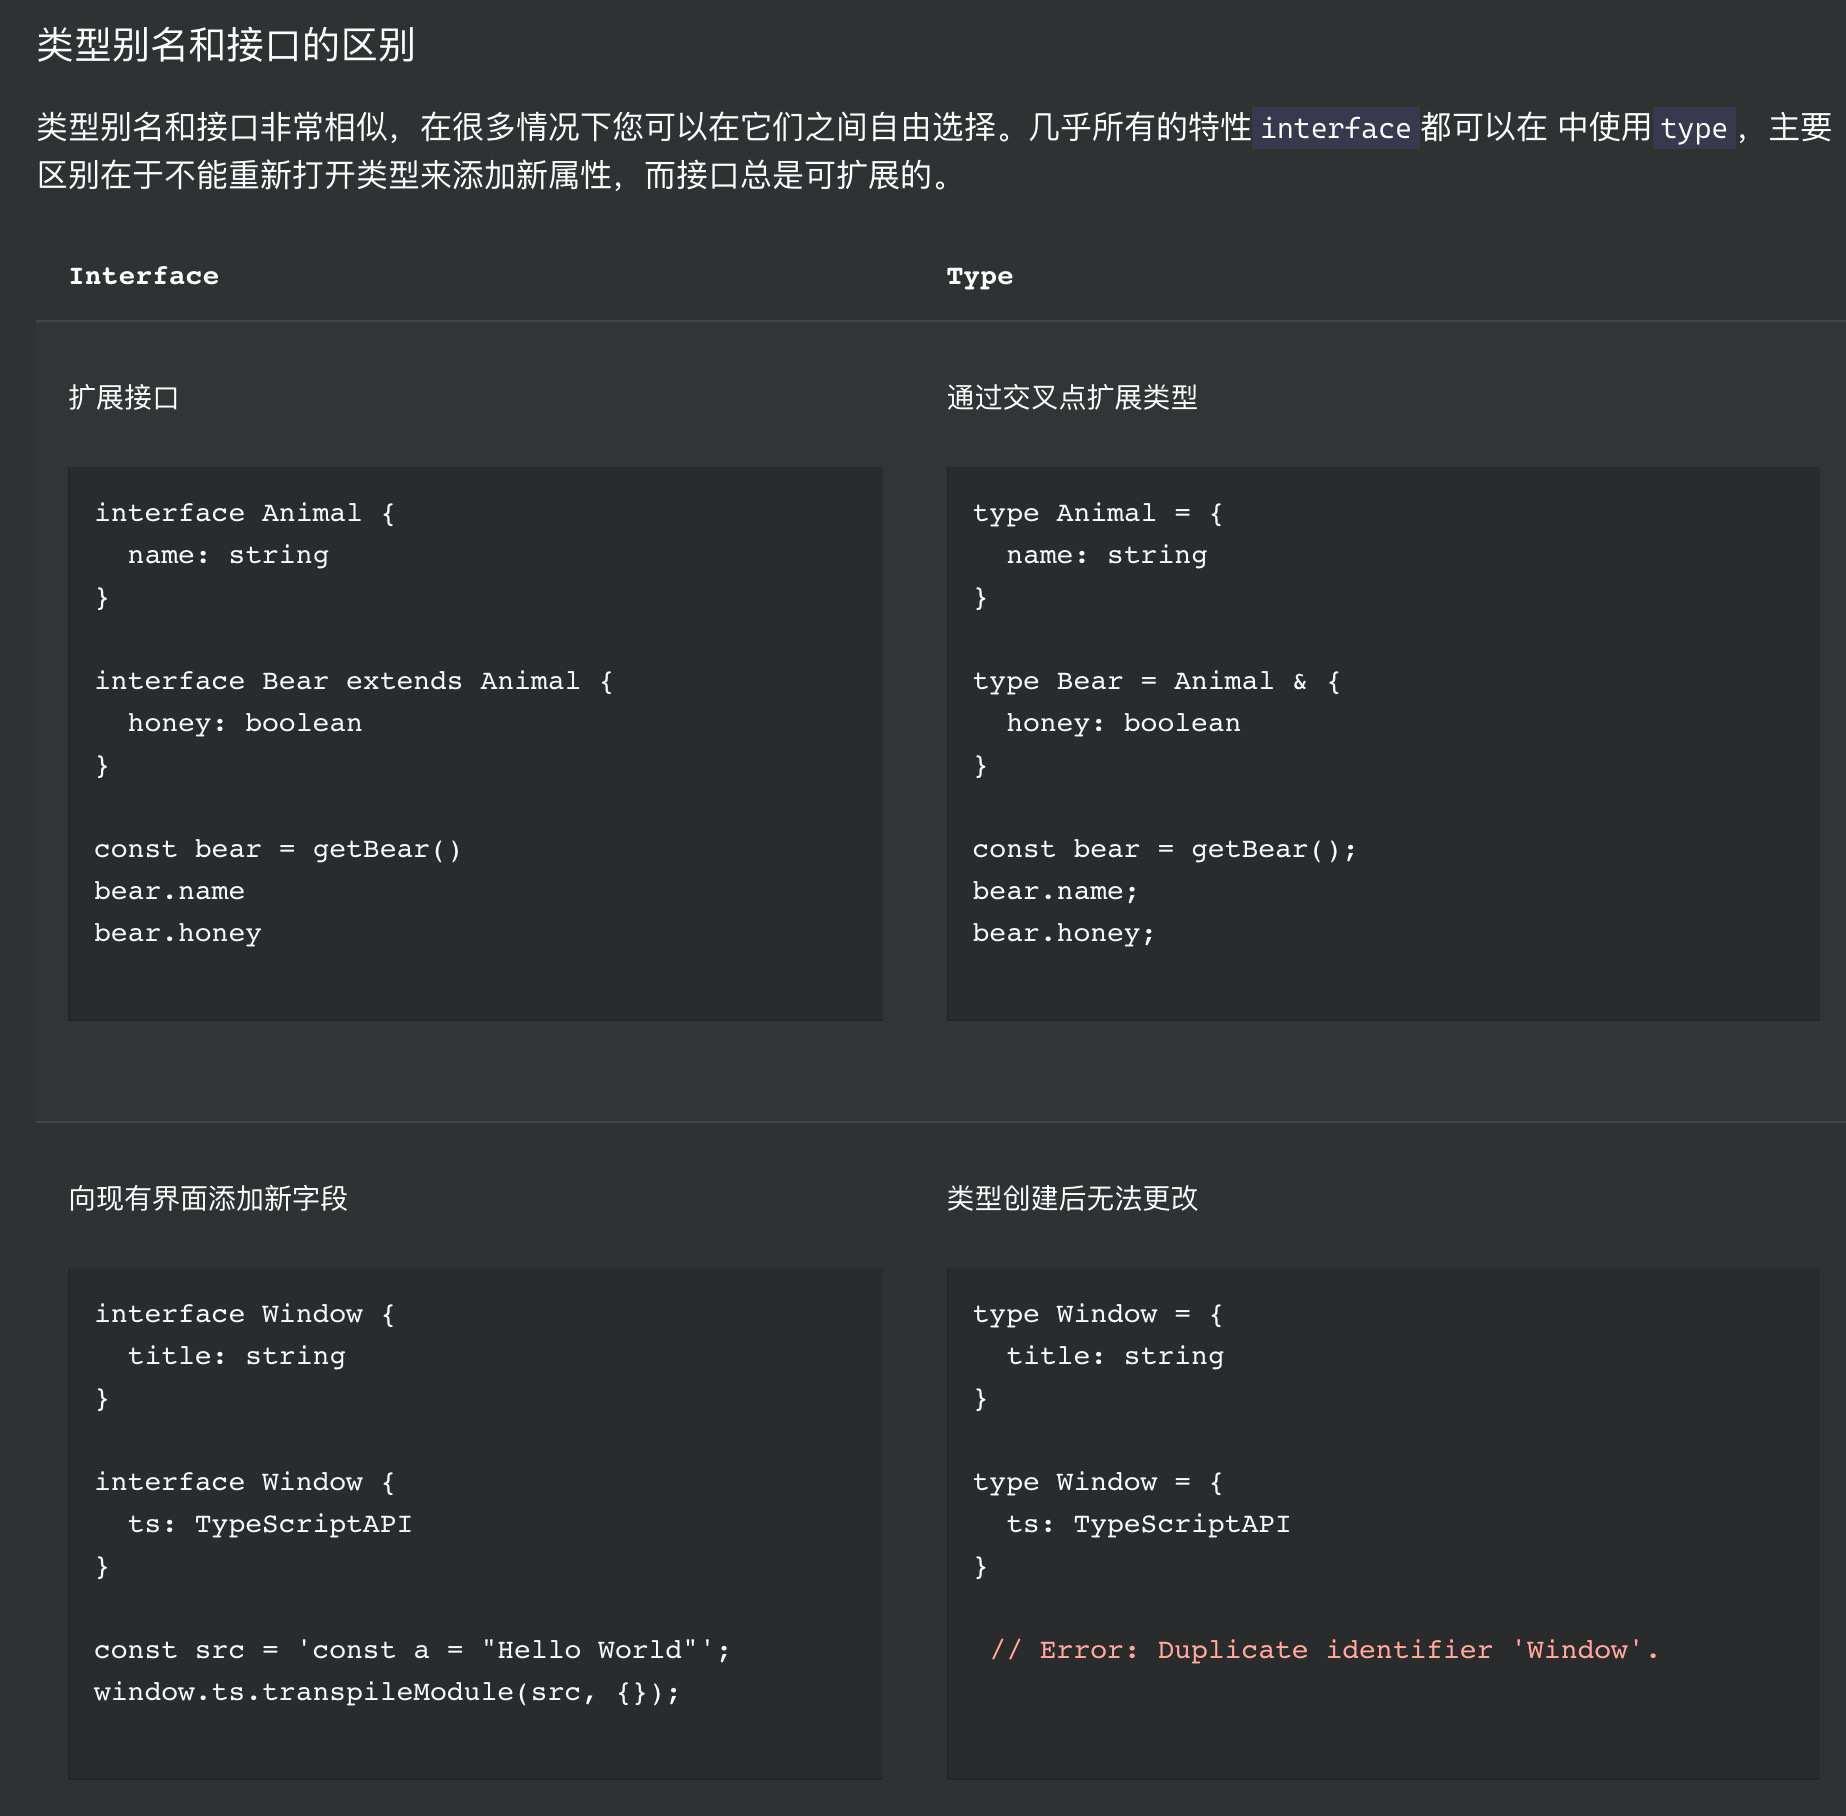 类型别名和接口的区别
类型别名和接口非常相似，在很多情况下您可以在它们之间自由选择。几乎所有的特性interface都可以在 中使用type，主要
区别在于不能重新打开类型来添加新属性，而接口总是可扩展的。
Interface
Type
扩展接口
interface Animal {
  name: string
}
interface Bear extends Animal {
  honey: boolean
}
const bear = getBear()
bear.name
bear.honey
通过交叉点扩展类型
type Animal = {
  name: string
}
type Bear = Animal & {
  honey: boolean
}
const bear = getBear();
bear.name;
bear.honey;
向现有界面添加新字段
interface Window {
  title: string
}
interface Window {
  ts: TypeScriptAPI
}
const src = 'const a = "Hello World"';
window.ts.transpileModule(src, {});
类型创建后无法更改
type Window = {
  title: string
}
type Window = {
  ts: TypeScriptAPI
}
 // Error: Duplicate identifier 'Window'.